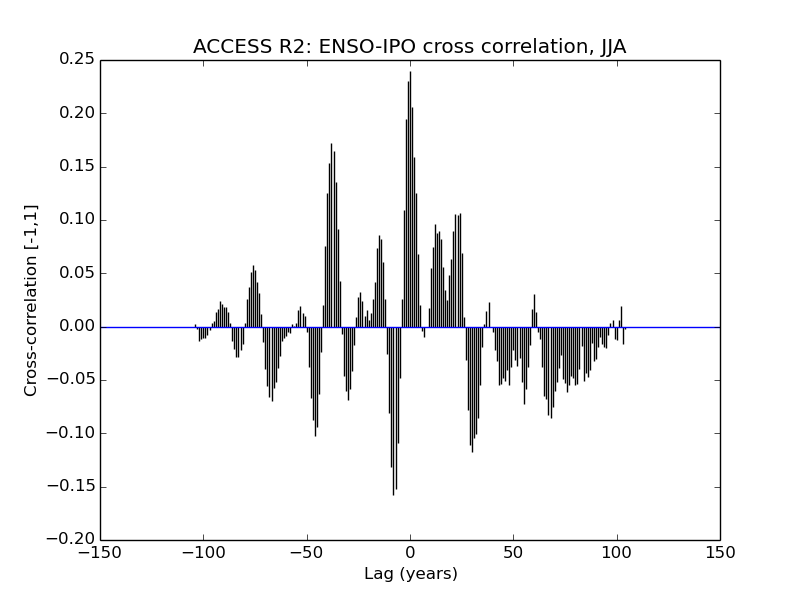 ACCESS R2: ENSO-IPO cross correlation, JJA
0.25
0.20
0.15
0.10
0.05
0.00
−0.05
−0.10
−0.15
−0.20
Cross-correlation [-1,1]
−150 −100 −50 0 50 100 150
Lag (years)